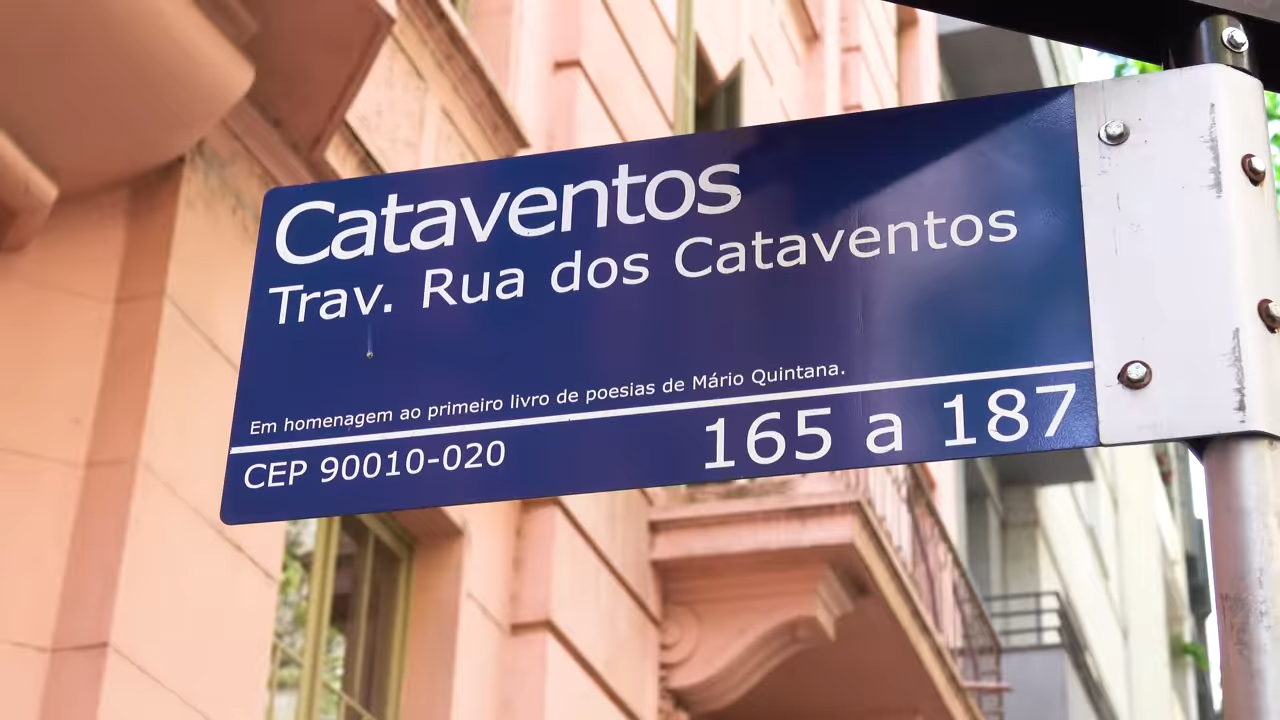 Cataventos
Trav. Rua dos Cataventos
Em homenagem ao primeiro livro de poesias de Mário Quintana.
CEP 90010-020
165 a 187